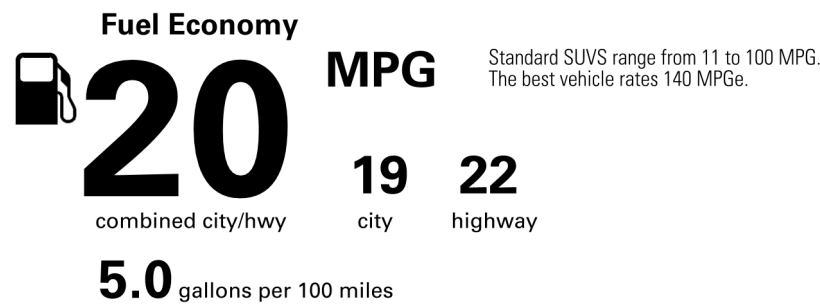 Fuel Economy
20
MPG
Standard SUVS range from 11 to 100 MPG.
The best vehicle rates 140 MPGe.
19 22
combined city/hwy city highway
5.0 gallons per 100 miles